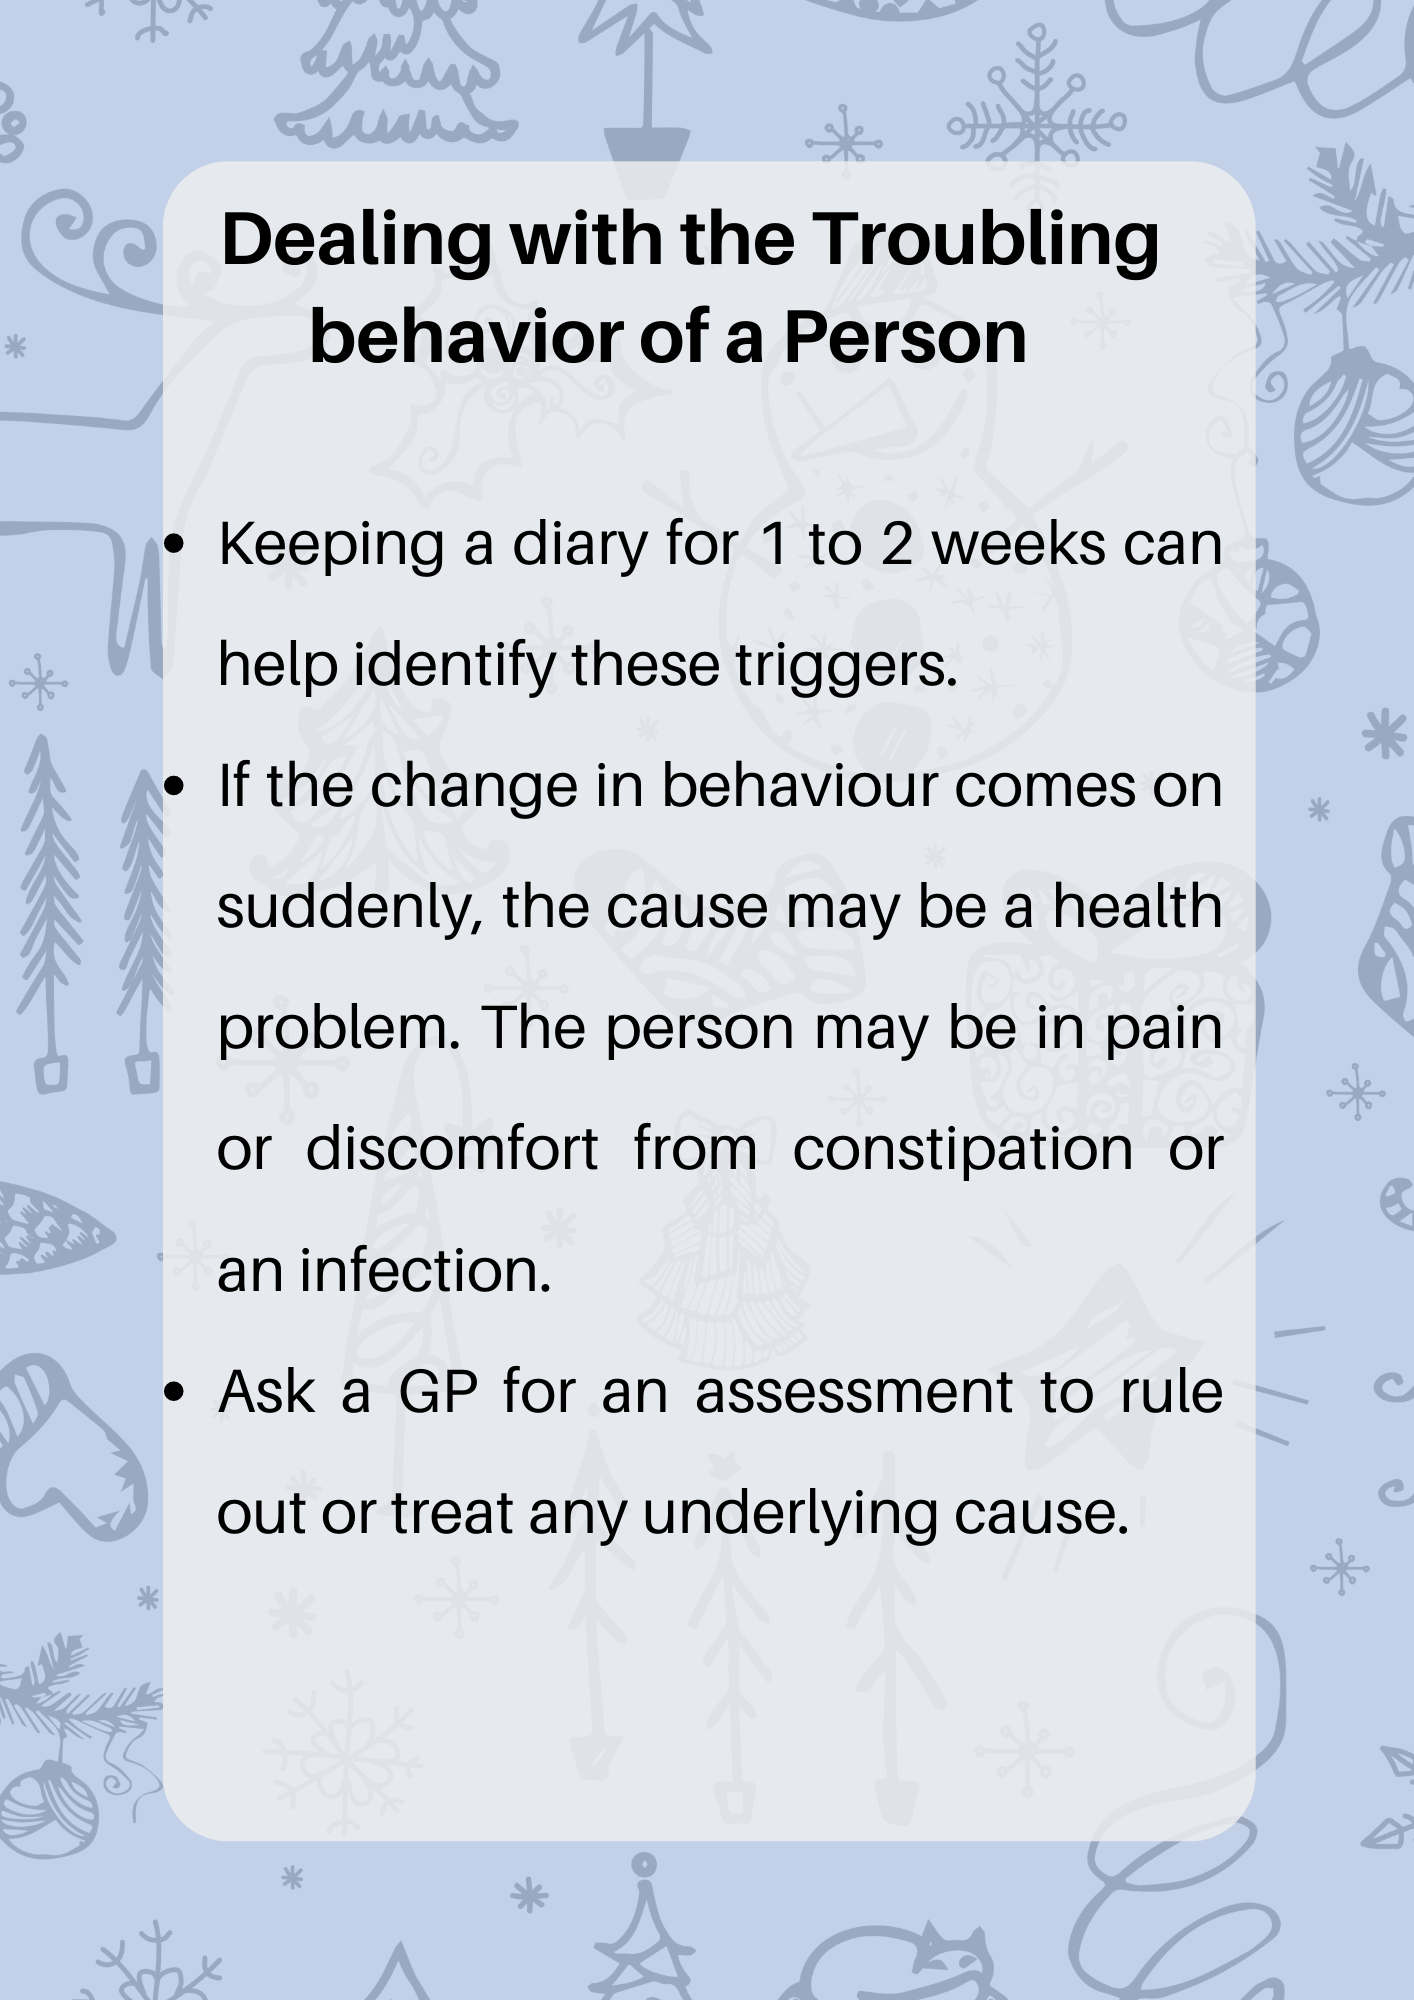 Dealing with the Troubling
behavior of a Person
• Keeping a diary for 1 to 2 weeks can
help identify these triggers.
• If the change in behaviour comes on
suddenly, the cause may be a health
problem. The person may be in pain
or discomfort from constipation or
an infection.
• Ask a GP for an assessment to rule
out or treat any underlying cause.